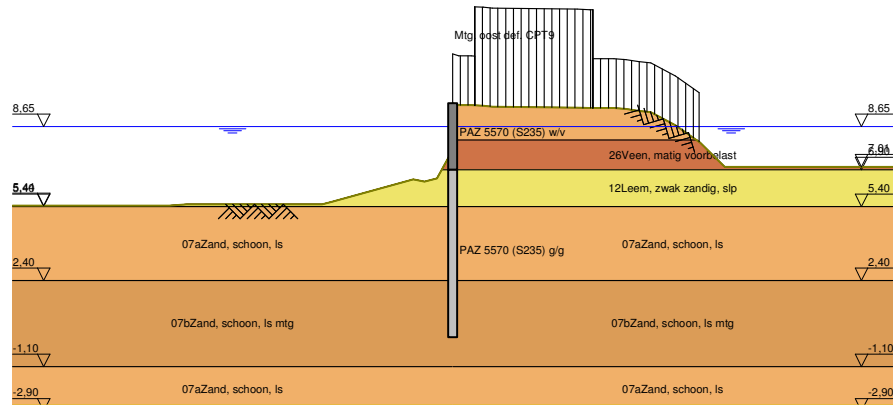 Mtg. oost def. CPT9
8,65
8,65
PAZ 5570 (S235) w/v
26Veen, matig voorbelast
6,90
12Leem, zwak zandig, slp
5,40
5,40
07aZand, schoon, ls
PAZ 5570 (S235) g/g
07aZand, schoon, ls
2,40
2,40
07bZand, schoon, ls mtg
07bZand, schoon, ls mtg
-1,10
-1,10
07aZand, schoon, ls
07aZand, schoon, ls
-2,90
-2,90